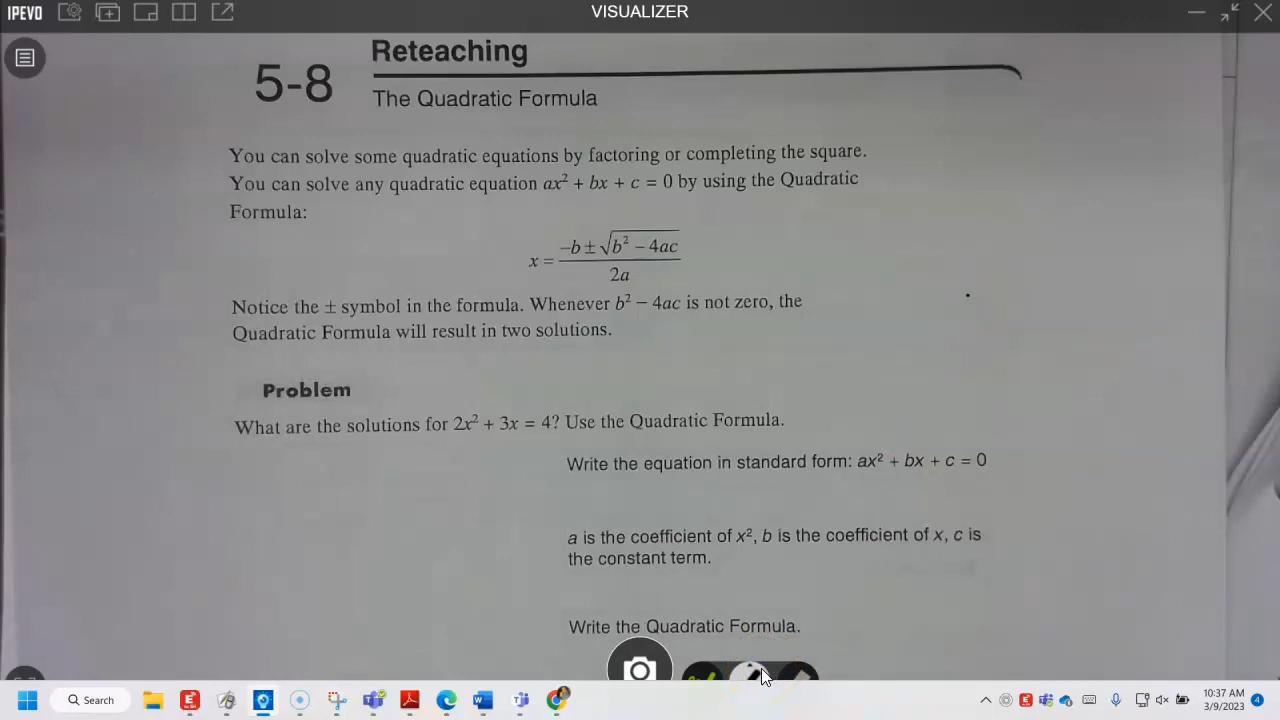 IPEVO
VISUALIZER
Reteaching
5-8
The Quadratic Formula
You can solve some quadratic equations by factoring or completing the square.
You can solve any quadratic equation ax² + bx + c = 0 by using the Quadratic
Formula:
x = (-b ± √(b² - 4ac)) / 2a
Notice the ± symbol in the formula. Whenever b² − 4ac is not zero, the
Quadratic Formula will result in two solutions.
Problem
What are the solutions for 2x² + 3x = 4? Use the Quadratic Formula.
Write the equation in standard form: ax² + bx + c = 0
a is the coefficient of x², b is the coefficient of x, c is
the constant term.
Write the Quadratic Formula.
Search
10:37 AM
3/9/2023
4